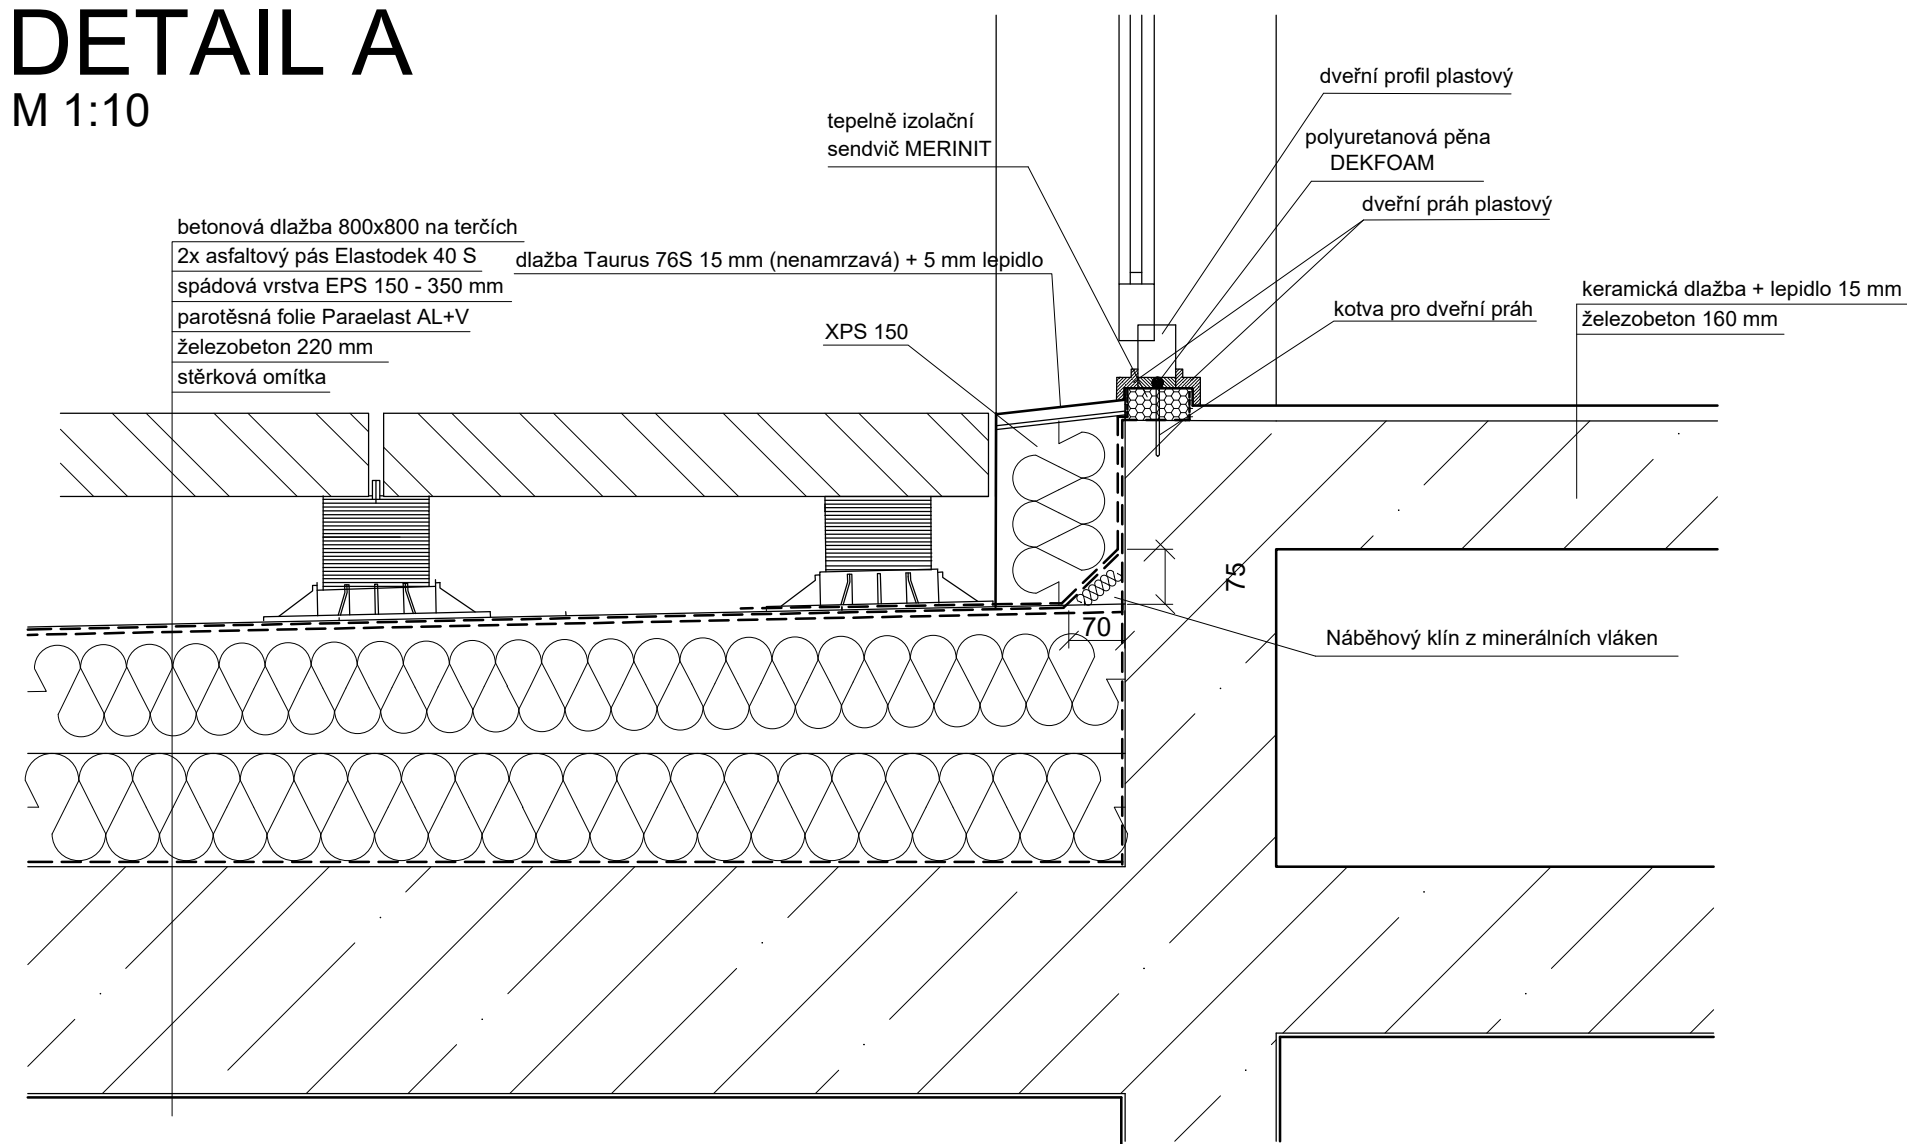 DETAIL A
M 1:10
dveřní profil plastový
tepelně izolační
sendvič MERINIT
polyuretanová pěna
DEKFOAM
dveřní práh plastový
betonová dlažba 800x800 na terčích
2x asfaltový pás Elastodek 40 S
spádová vrstva EPS 150 - 350 mm
parotěsná folie Paraelast AL+V
železobeton 220 mm
stěrková omítka
dlažba Taurus 76S 15 mm (nenamrzavá) + 5 mm lepidlo
XPS 150
kotva pro dveřní práh
keramická dlažba + lepidlo 15 mm
železobeton 160 mm
75
70
Náběhový klín z minerálních vláken